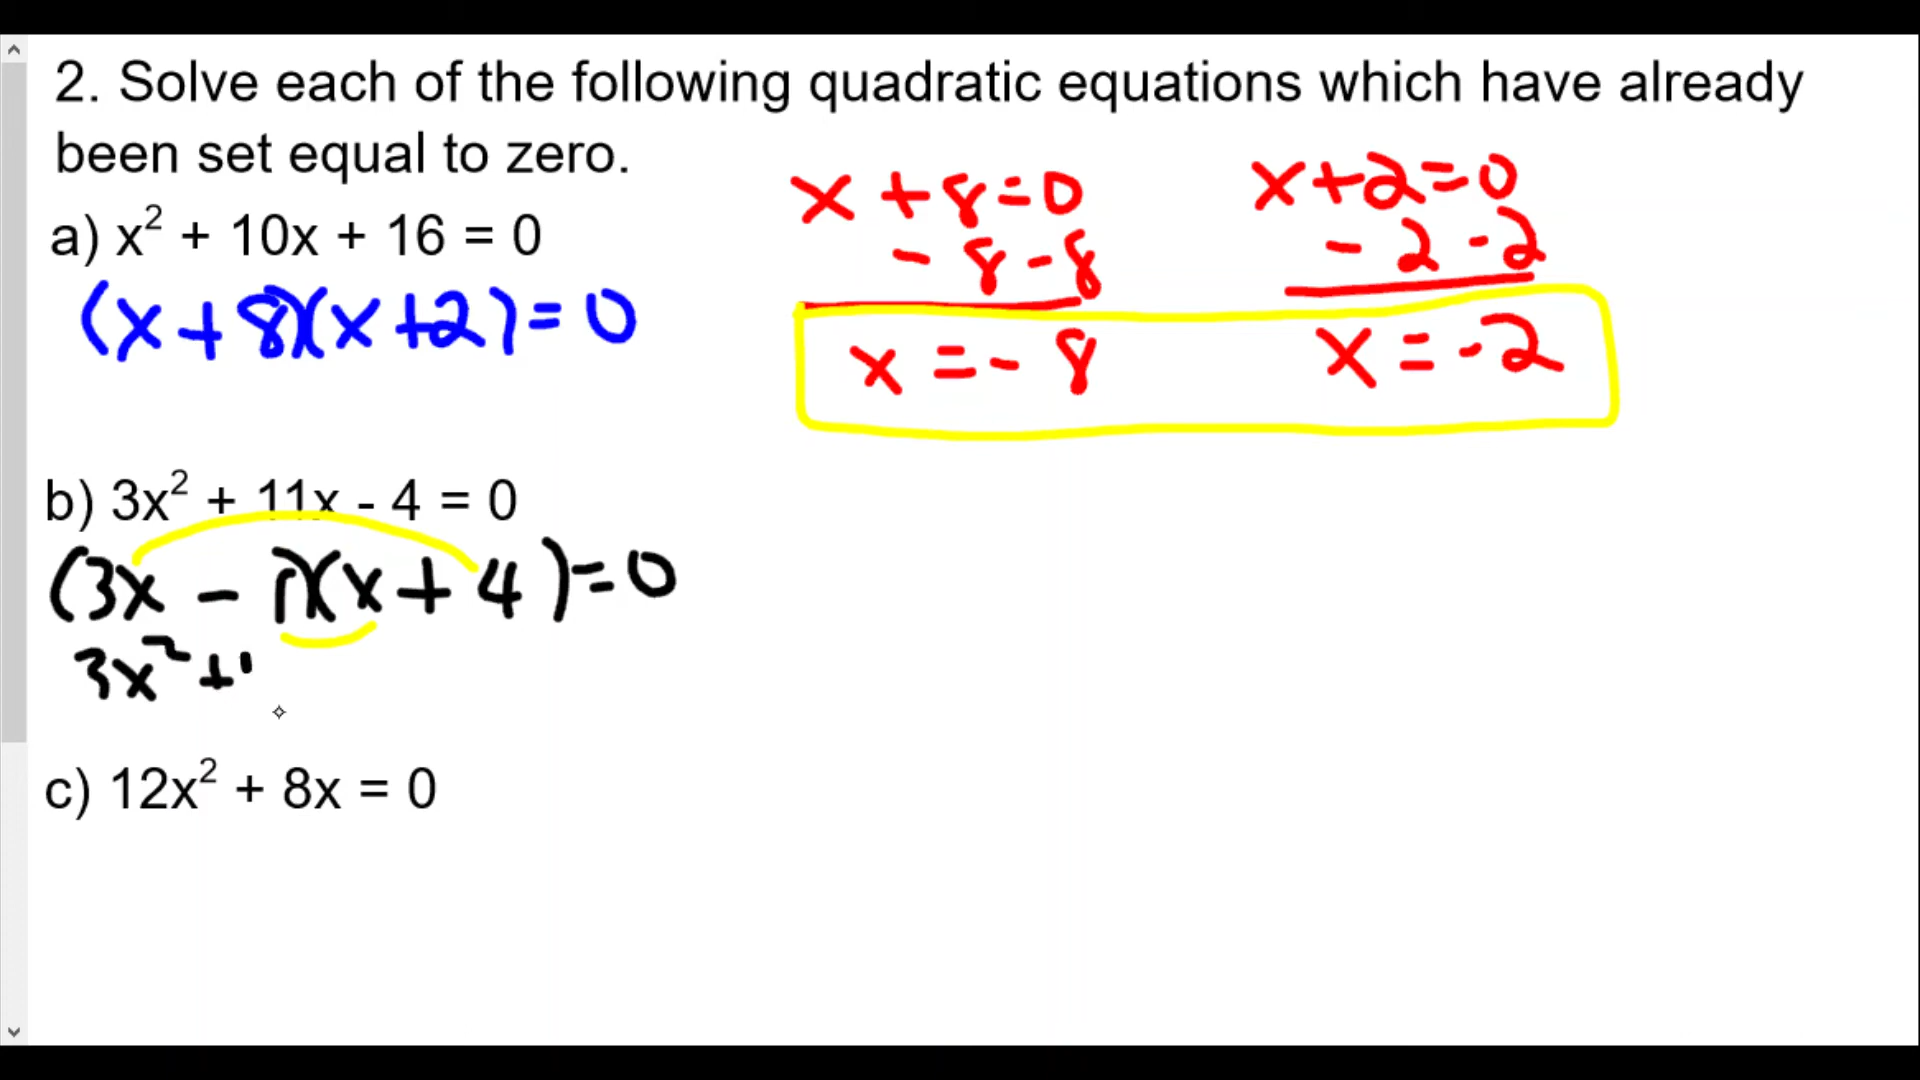 2. Solve each of the following quadratic equations which have already
been set equal to zero.
a) x² + 10x + 16 = 0
(x + 8)(x + 2) = 0
x + 8 = 0
- 8 - 8
x = - 8
x + 2 = 0
- 2 - 2
x = - 2
b) 3x² + 11x - 4 = 0
(3x - 1)(x + 4) = 0
3x² +
c) 12x² + 8x = 0